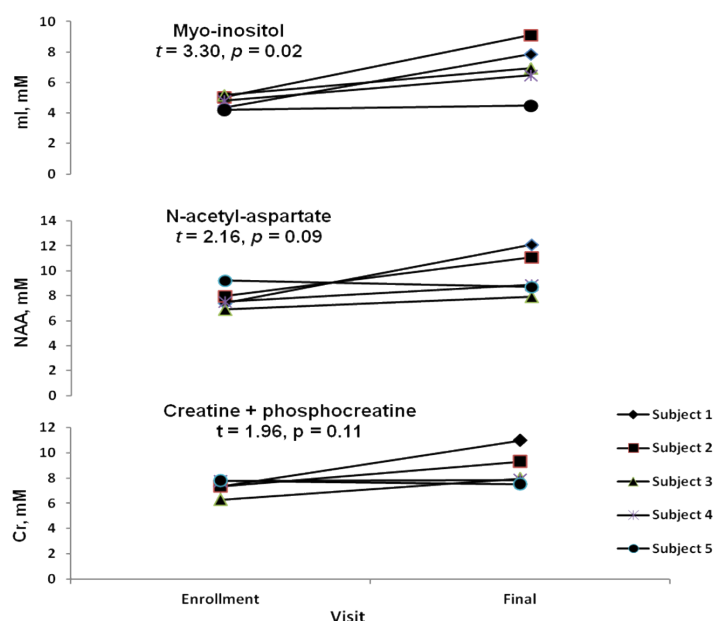 Myo-inositol
t = 3.30, p = 0.02
mI, mM
10
8
6
4
2
0
N-acetyl-aspartate
t = 2.16, p = 0.09
NAA, mM
14
12
10
8
6
4
2
0
Creatine + phosphocreatine
t = 1.96, p = 0.11
Cr, mM
12
10
8
6
4
2
0
Enrollment
Final
Visit
Subject 1
Subject 2
Subject 3
Subject 4
Subject 5